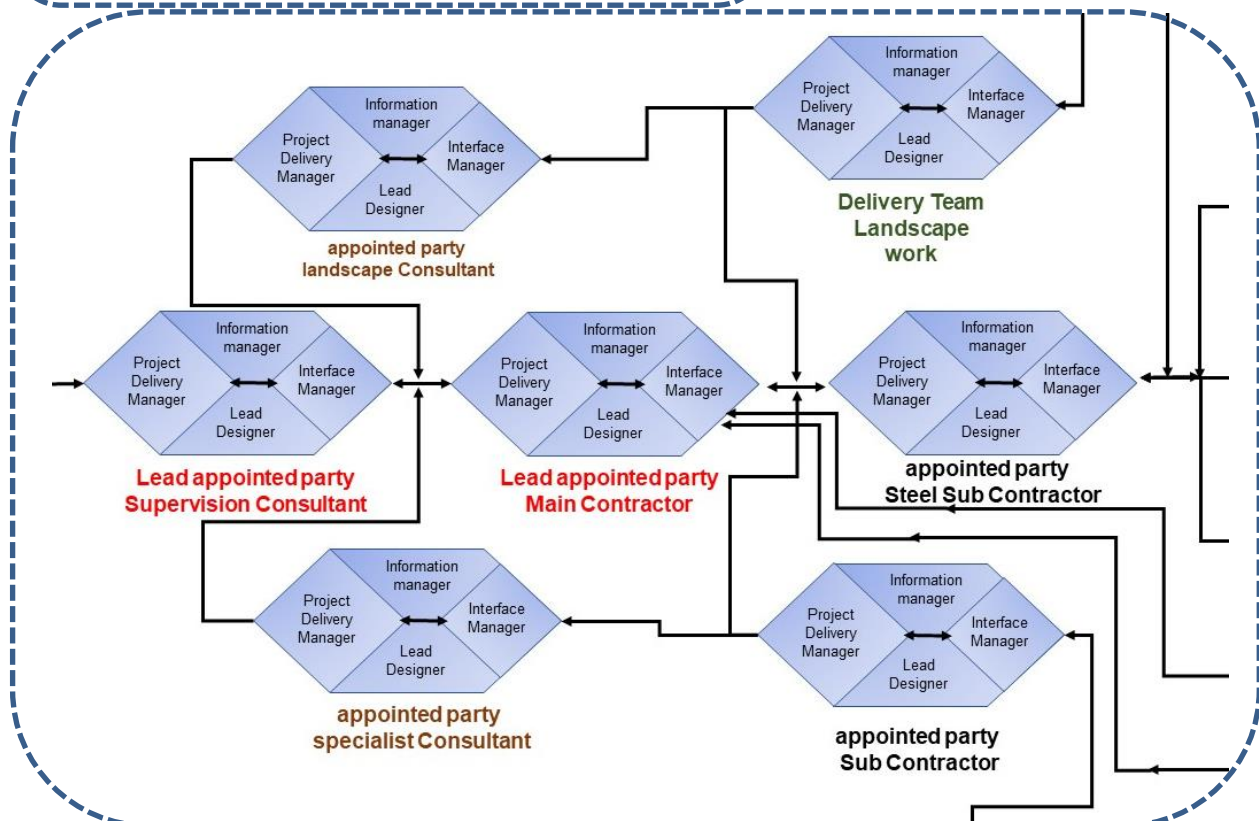 Information
manager
Project
Delivery
Manager
Interface
Manager
Lead
Designer
Delivery Team
Landscape
work
Information
manager
Project
Delivery
Manager
Interface
Manager
Lead
Designer
appointed party
landscape Consultant
Information
manager
Project
Delivery
Manager
Interface
Manager
Lead
Designer
Lead appointed party
Supervision Consultant
Information
manager
Project
Delivery
Manager
Interface
Manager
Lead
Designer
Lead appointed party
Main Contractor
Information
manager
Project
Delivery
Manager
Interface
Manager
Lead
Designer
appointed party
Steel Sub Contractor
Information
manager
Project
Delivery
Manager
Interface
Manager
Lead
Designer
appointed party
specialist Consultant
Information
manager
Project
Delivery
Manager
Interface
Manager
Lead
Designer
appointed party
Sub Contractor